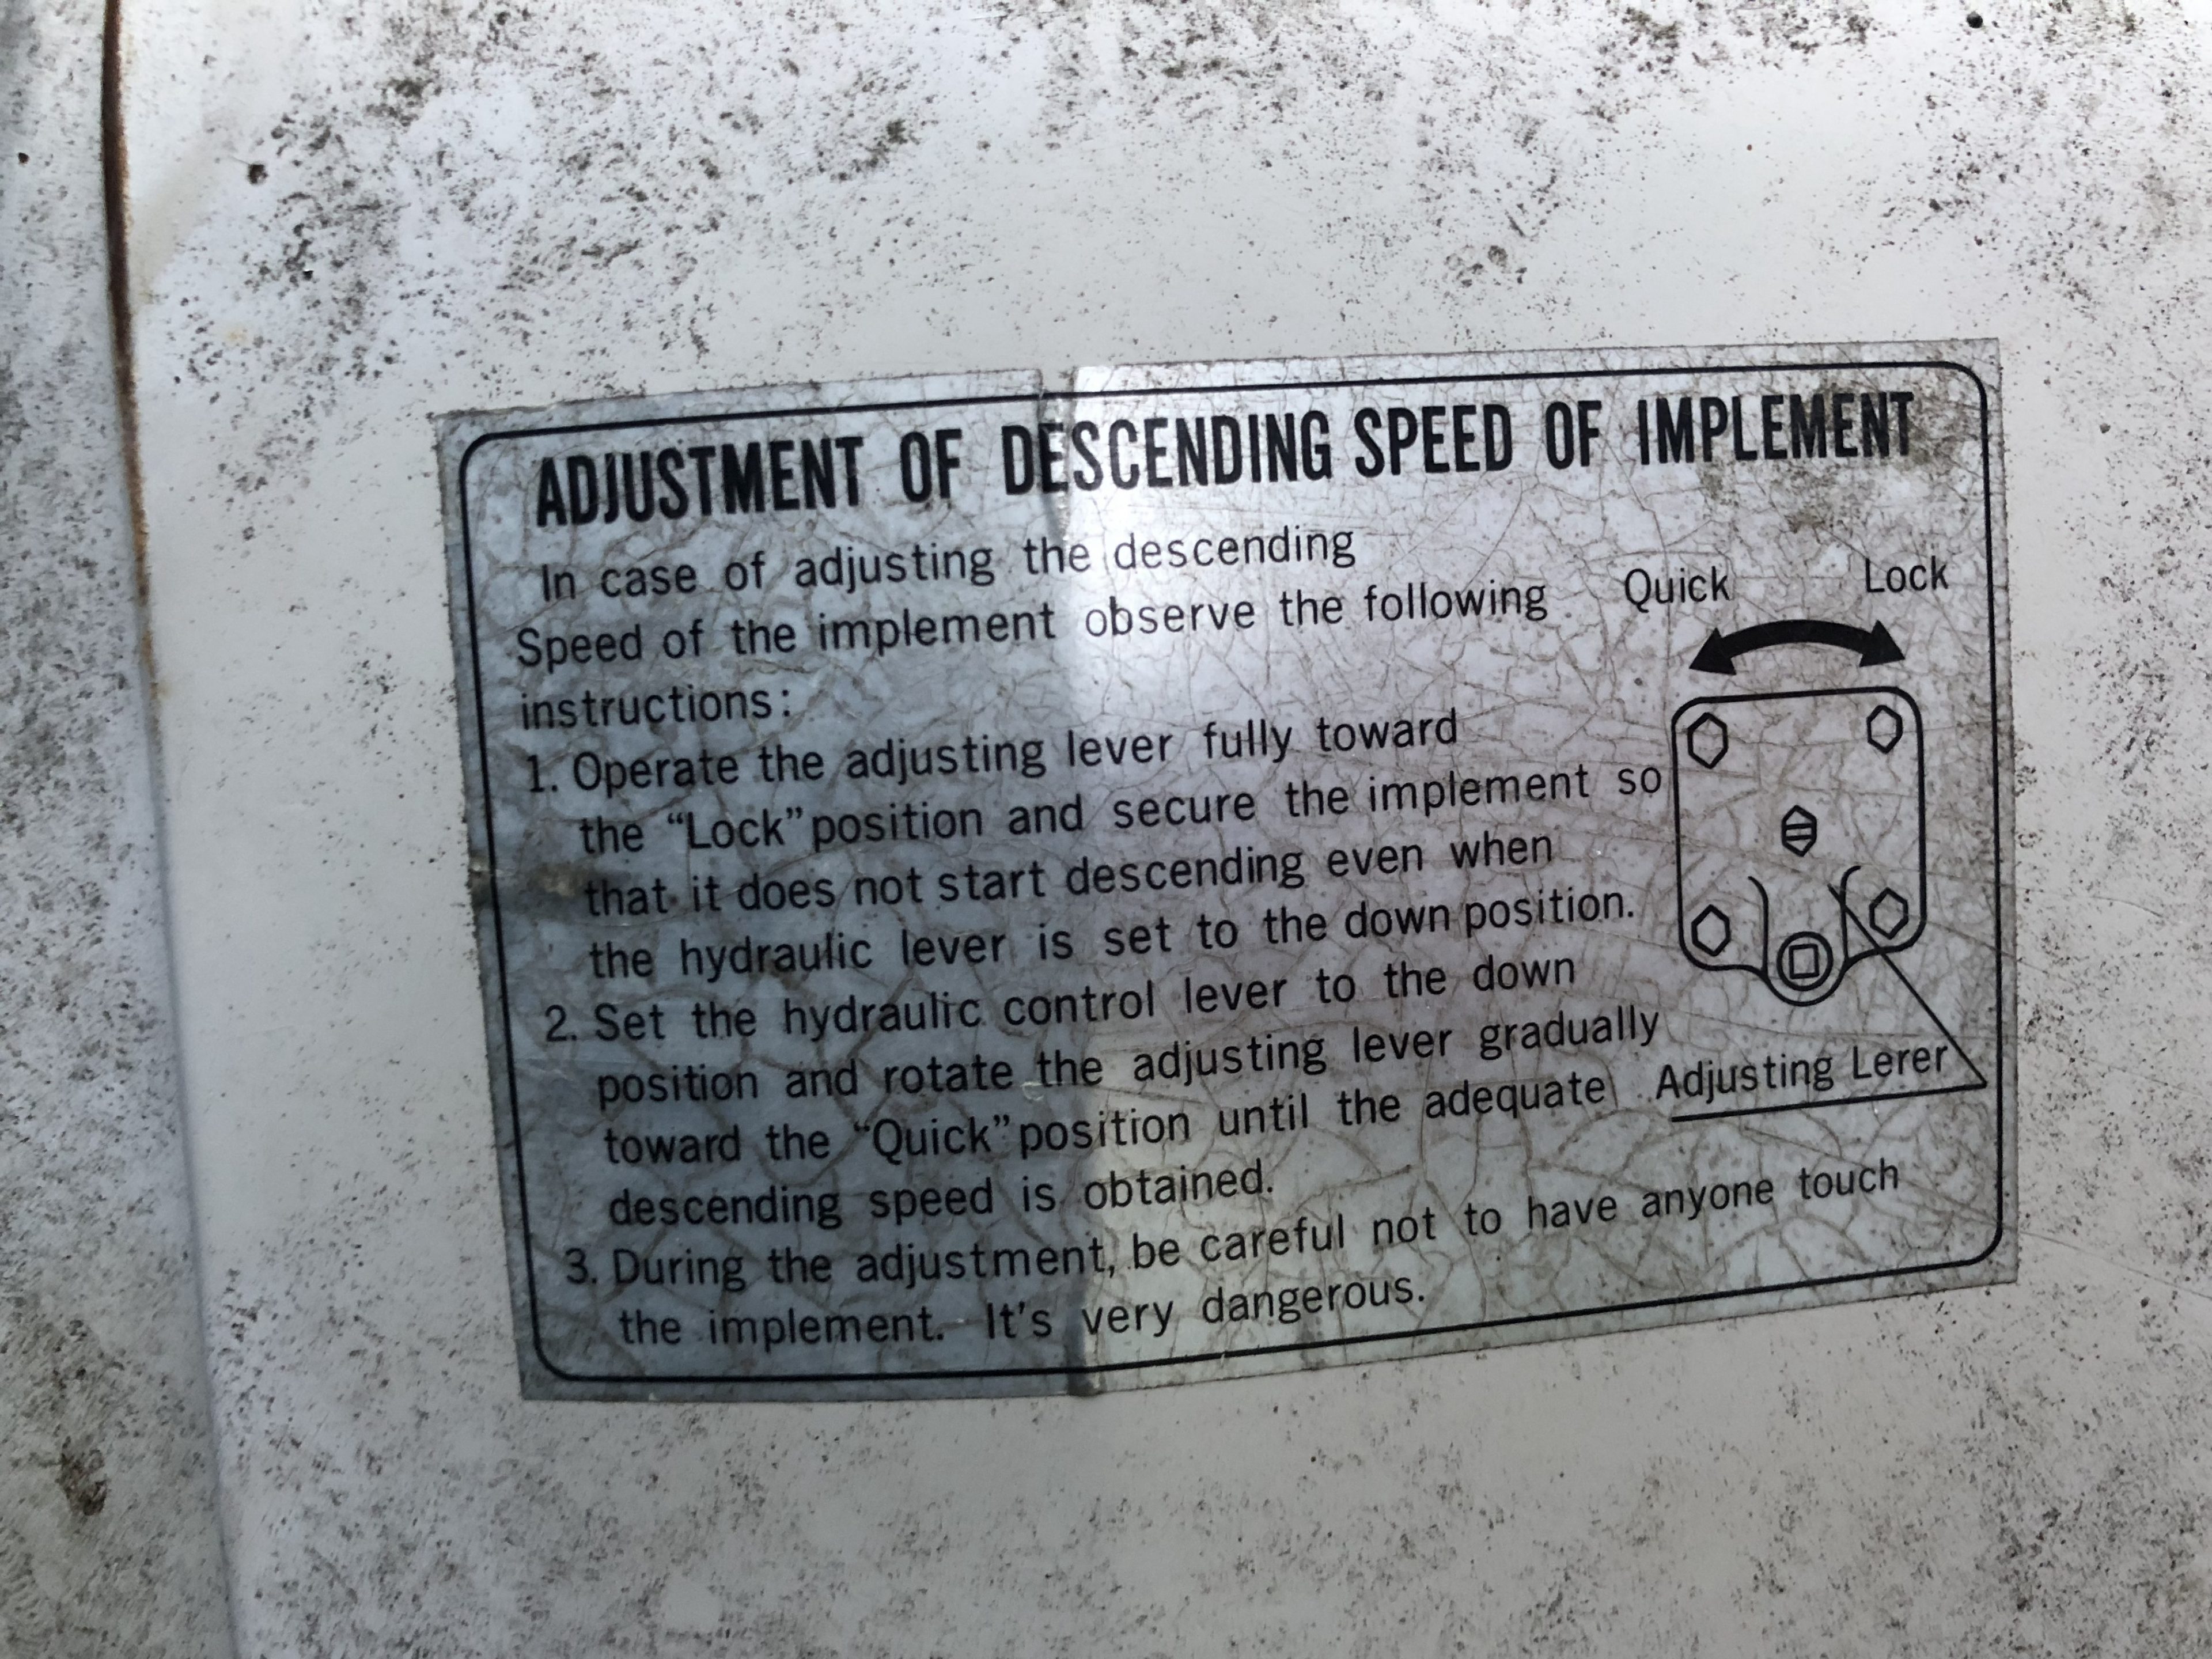 ADJUSTMENT OF DESCENDING SPEED OF IMPLEMENT
In case of adjusting the descending
Speed of the implement observe the following
instructions:
1. Operate the adjusting lever fully toward
the “Lock” position and secure the implement so
that it does not start descending even when
the hydraulic lever is set to the down position.
2. Set the hydraulic control lever to the down
position and rotate the adjusting lever gradually
toward the “Quick” position until the adequate
descending speed is obtained.
3. During the adjustment, be careful not to have anyone touch
the implement. It's very dangerous.
Quick Lock
Adjusting Lerer